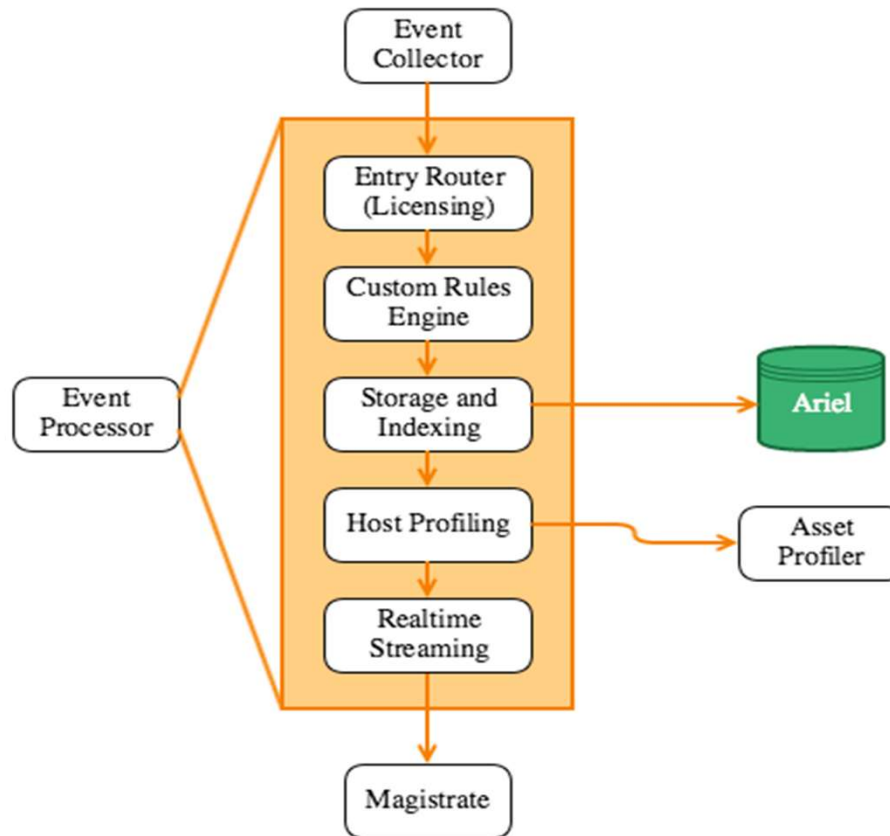 Event
Collector
Entry Router
(Licensing)
Custom Rules
Engine
Event
Processor
Storage and
Indexing
Ariel
Host Profiling
Asset
Profiler
Realtime
Streaming
Magistrate